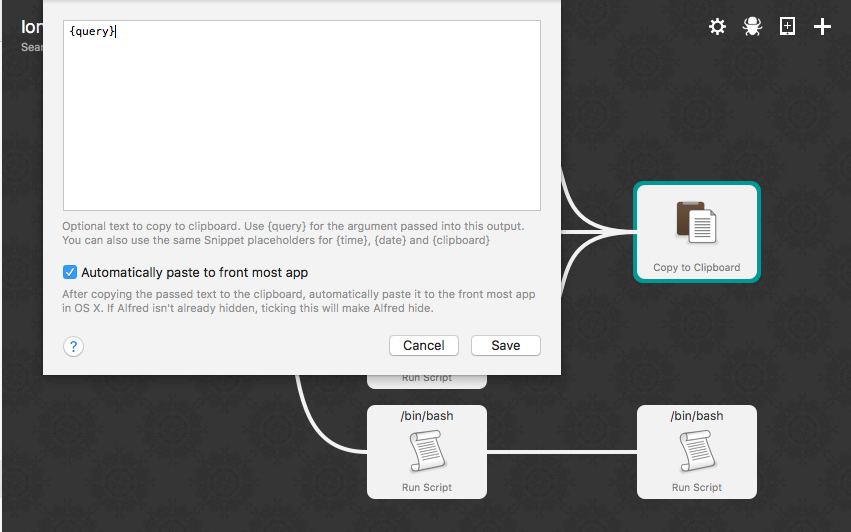 {query}
Optional text to copy to clipboard. Use {query} for the argument passed into this output.
You can also use the same Snippet placeholders for {time}, {date} and {clipboard}
Automatically paste to front most app
After copying the passed text to the clipboard, automatically paste it to the front most app
in OS X. If Alfred isn't already hidden, ticking this will make Alfred hide.
?
Cancel
Save
Copy to Clipboard
Run Script
/bin/bash
Run Script
/bin/bash
Run Script